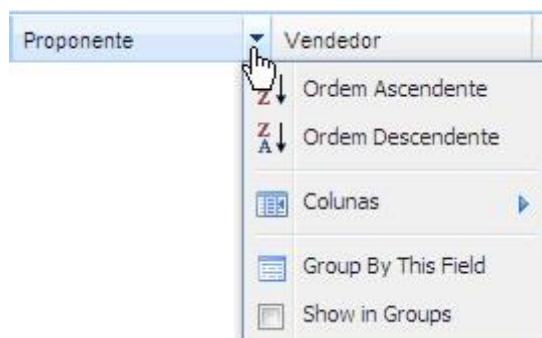 Proponente Vendedor
Ordem Ascendente
Ordem Descendente
Colunas
Group By This Field
Show in Groups